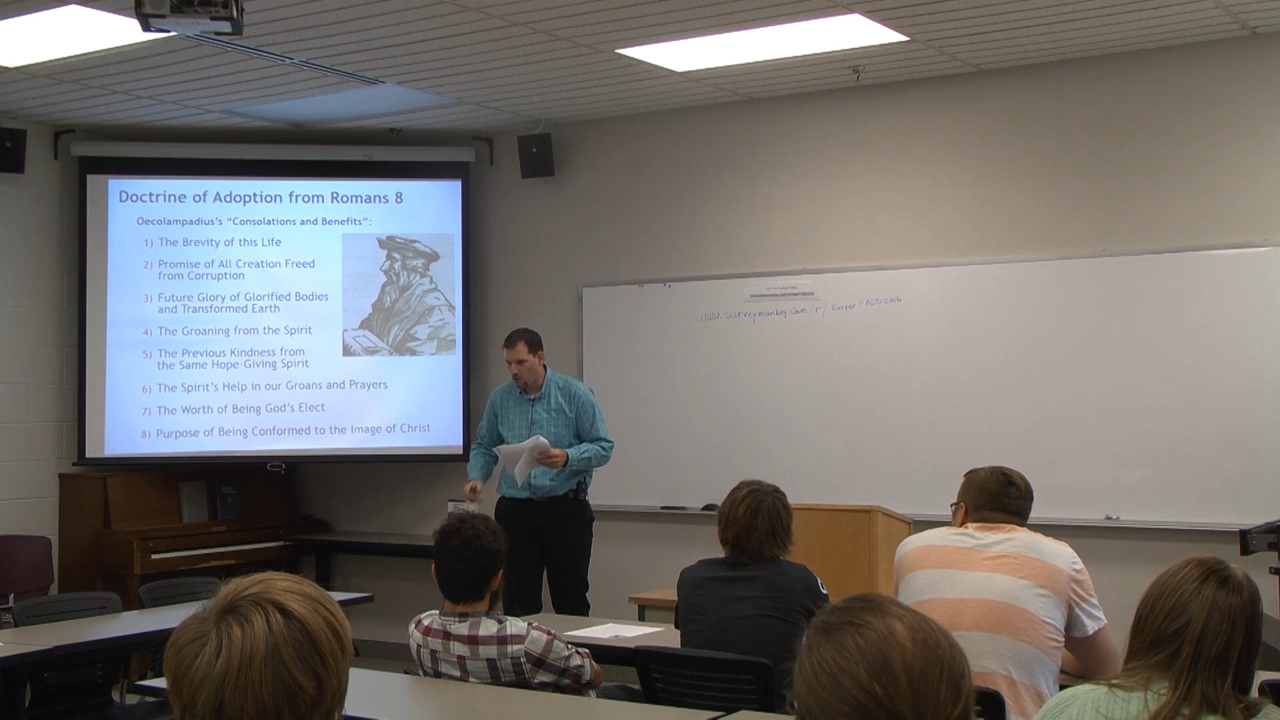 Doctrine of Adoption from Romans 8
Oecolampadius's "Consolations and Benefits":
1) The Brevity of this Life
2) Promise of All Creation Freed
from Corruption
3) Future Glory of Glorified Bodies
and Transformed Earth
4) The Groaning from the Spirit
5) The Previous Kindness from
the Same Hope-Giving Spirit
6) The Spirit's Help in our Groans and Prayers
7) The Worth of Being God's Elect
8) Purpose of Being Conformed to the Image of Christ
www.surveymonkey.com/r/